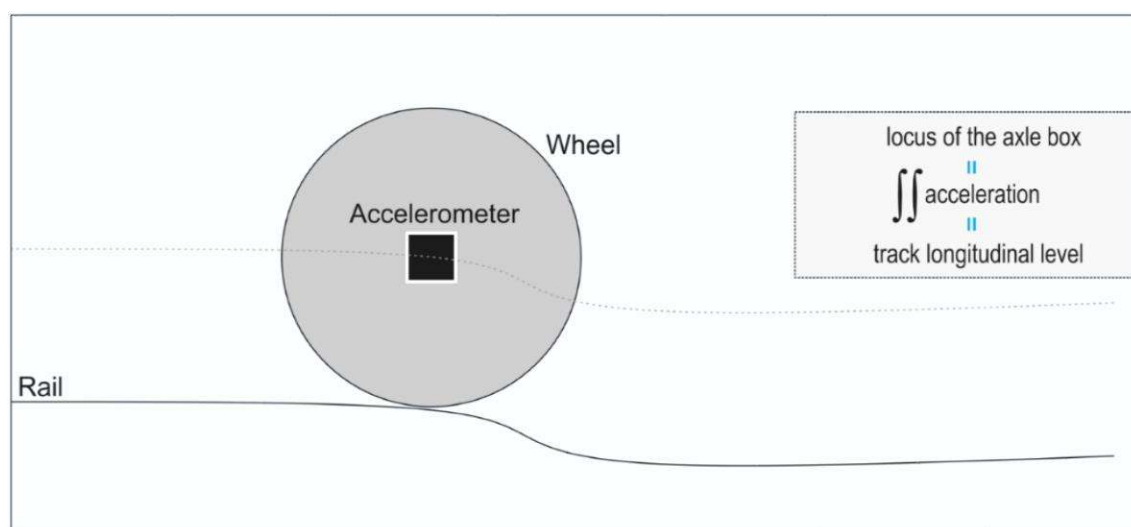 Wheel
Accelerometer
Rail
locus of the axle box
=
∬ acceleration
=
track longitudinal level